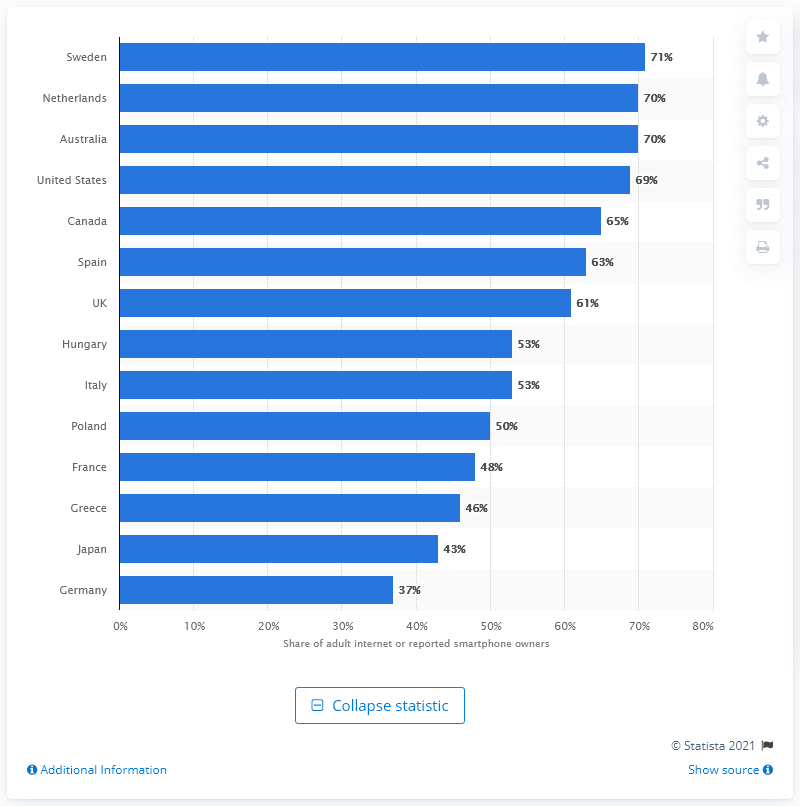 Sweden 71%
Netherlands 70%
Australia 70%
United States 69%
Canada 65%
Spain 63%
UK 61%
Hungary 53%
Italy 53%
Poland 50%
France 48%
Greece 46%
Japan 43%
Germany 37%
0% 10% 20% 30% 40% 50% 60% 70% 80%
Share of adult internet or reported smartphone owners
Collapse statistic
© Statista 2021
Additional Information Show source